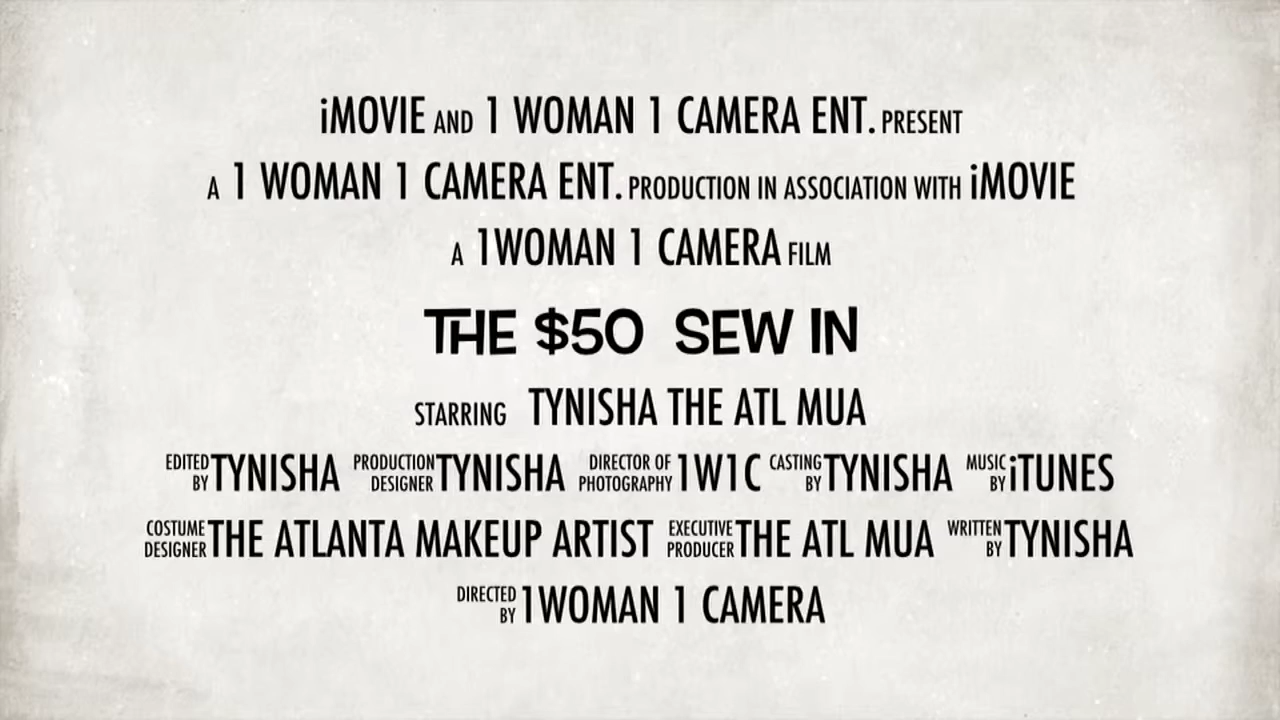 iMOVIE AND 1 WOMAN 1 CAMERA ENT. PRESENT
A 1 WOMAN 1 CAMERA ENT. PRODUCTION IN ASSOCIATION WITH iMOVIE
A 1WOMAN 1 CAMERA FILM
THE $50 SEW IN
STARRING TYNISHA THE ATL MUA
EDITED BY TYNISHA PRODUCTION DESIGNER TYNISHA DIRECTOR OF PHOTOGRAPHY 1W1C CASTING BY TYNISHA MUSIC BY iTUNES
COSTUME DESIGNER THE ATLANTA MAKEUP ARTIST EXECUTIVE PRODUCER THE ATL MUA WRITTEN BY TYNISHA
DIRECTED BY 1WOMAN 1 CAMERA